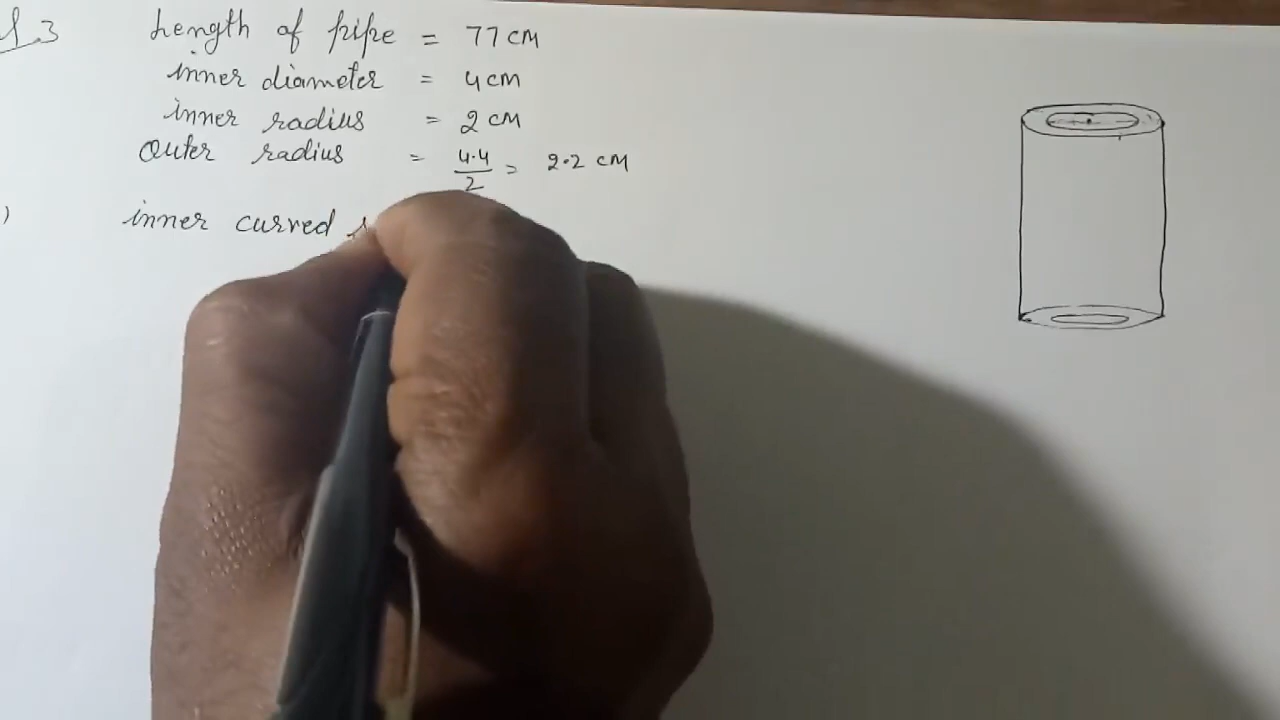 Q.3 Length of pipe = 77 cm
inner diameter = 4 cm
inner radius = 2 cm
Outer radius = 4.4/2 = 2.2 cm
) inner curved